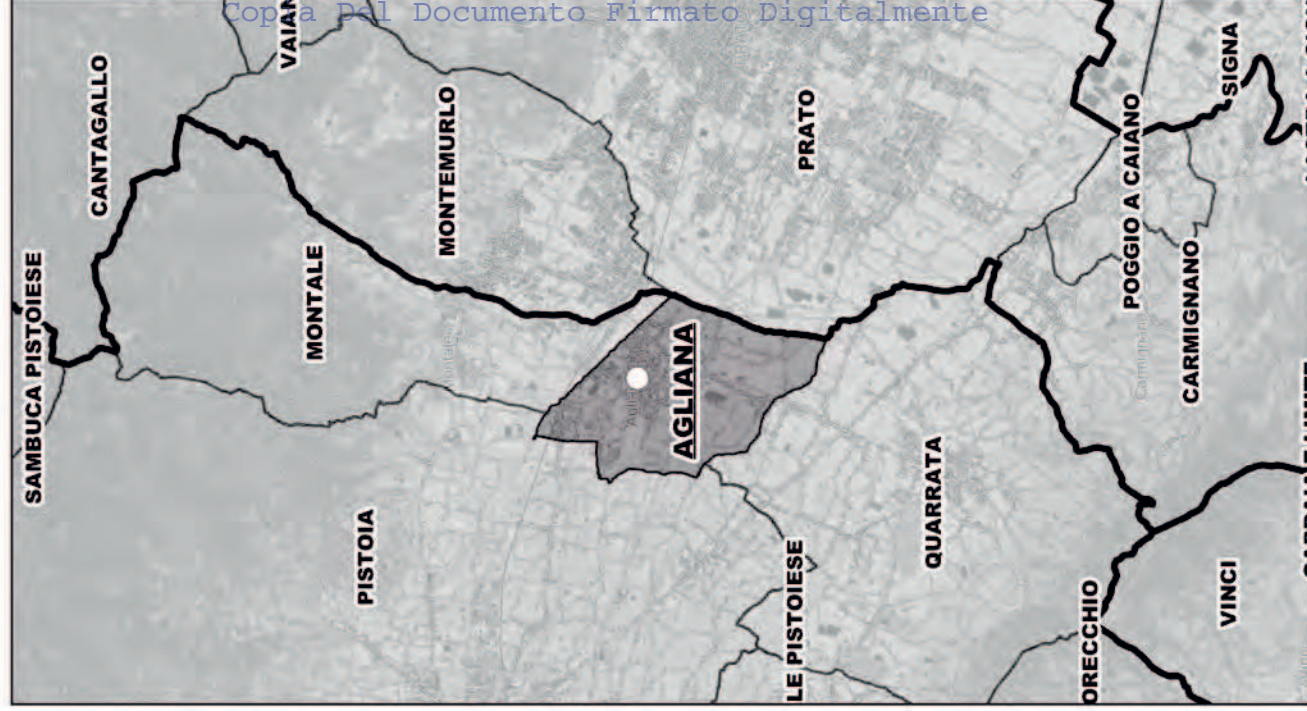 Copia Del Documento Firmato Digitalmente
SAMBUCA PISTOIESE
CANTAGALLO
VAIAN
MONTALE
MONTEMURLO
PISTOIA
Montale
PRATO
AGLIANA
LE PISTOIESE
QUARRATA
ORECCHIO
POGGIO A CAIANO
SIGNA
CARMIGNANO
VINCI